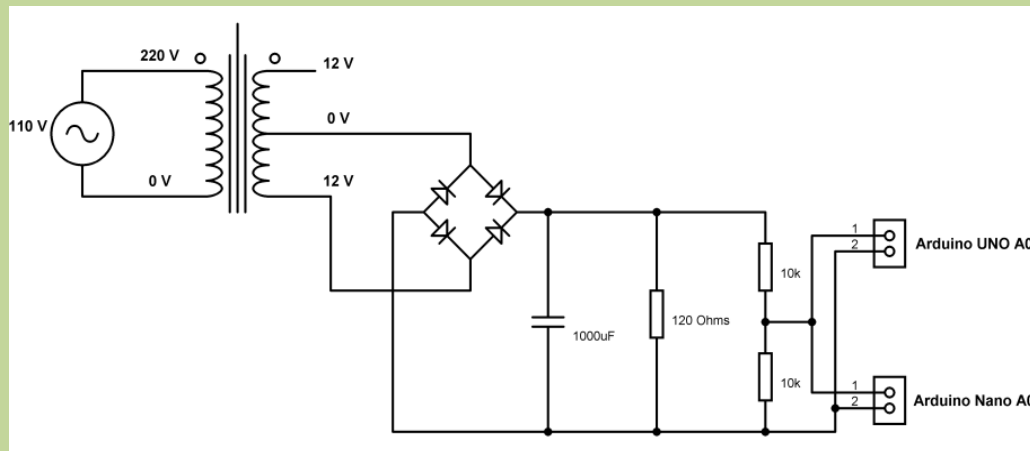 220 V
12 V
110 V
0 V
0 V
12 V
1
2
Arduino UNO A0
10k
120 Ohms
1000uF
10k
1
2
Arduino Nano A0